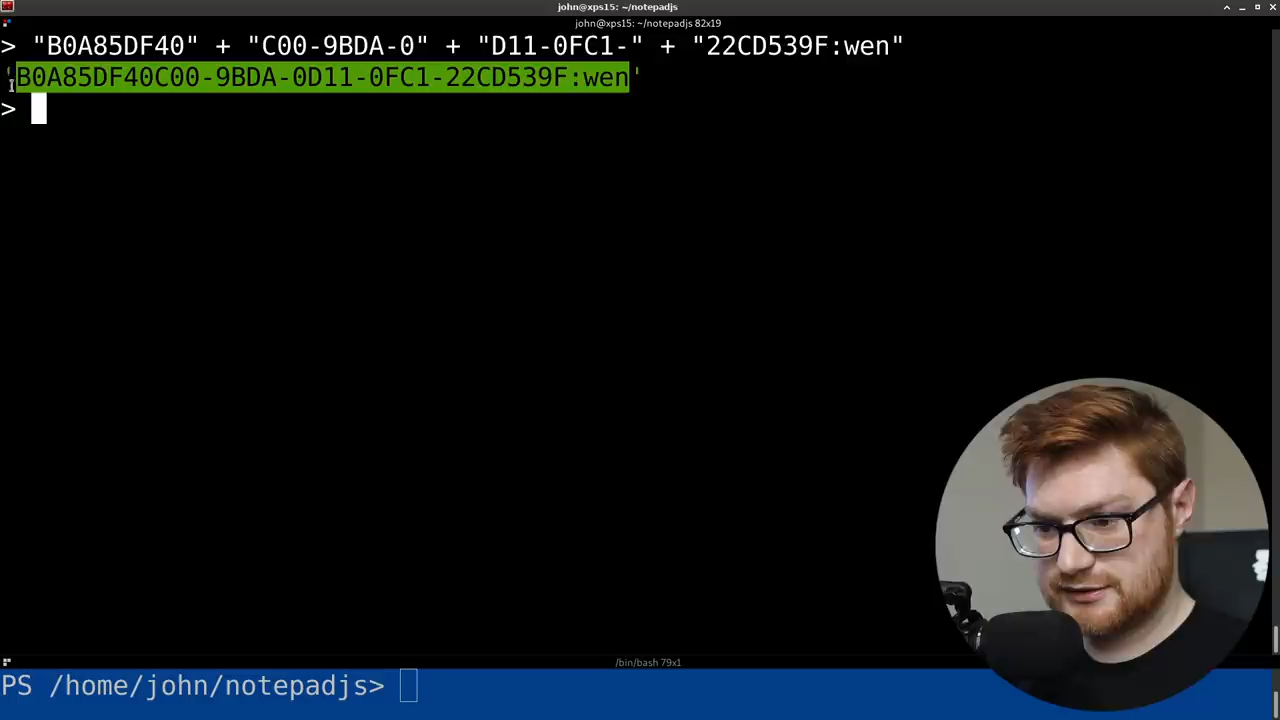 john@xps15: ~/notepadjs
john@xps15: ~/notepadjs 82x19
> "B0A85DF40" + "C00-9BDA-0" + "D11-0FC1-" + "22CD539F:wen"
'B0A85DF40C00-9BDA-0D11-0FC1-22CD539F:wen'
>
/bin/bash 79x1
PS /home/john/notepadjs>